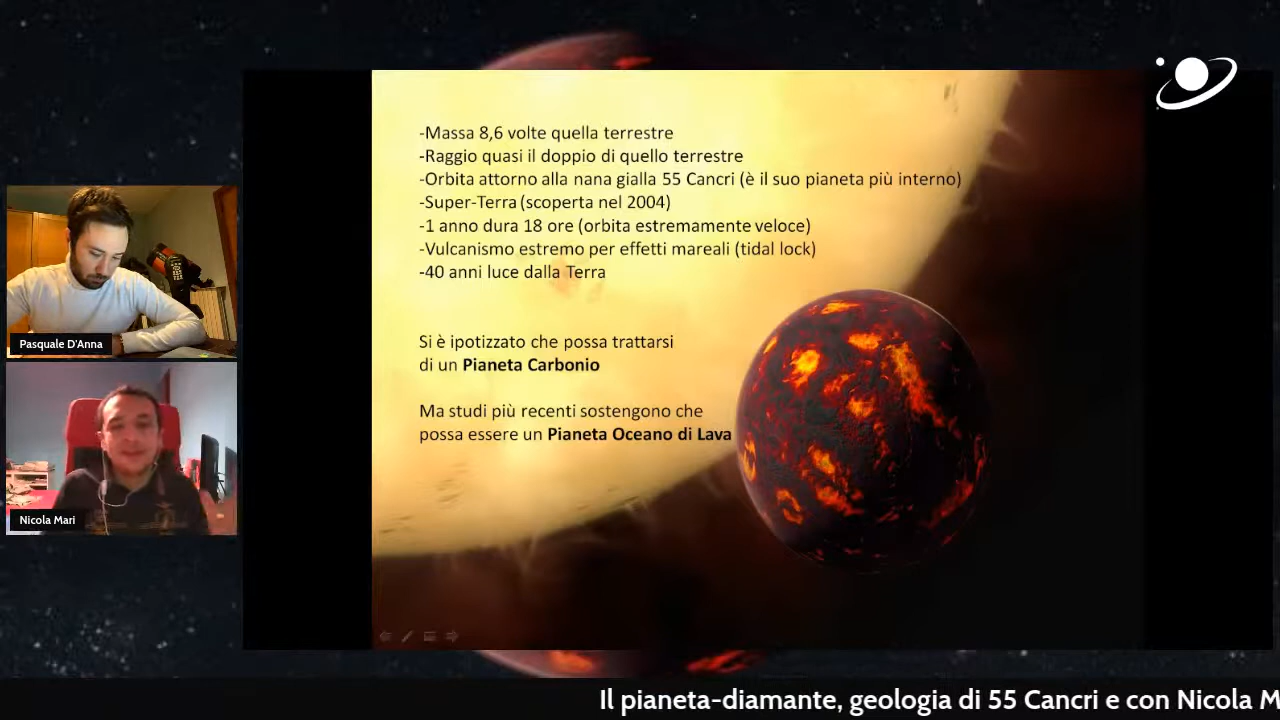 -Massa 8,6 volte quella terrestre
-Raggio quasi il doppio di quello terrestre
-Orbita attorno alla nana gialla 55 Cancri (è il suo pianeta più interno)
-Super-Terra (scoperta nel 2004)
-1 anno dura 18 ore (orbita estremamente veloce)
-Vulcanismo estremo per effetti mareali (tidal lock)
-40 anni luce dalla Terra
Si è ipotizzato che possa trattarsi
di un Pianeta Carbonio
Ma studi più recenti sostengono che
possa essere un Pianeta Oceano di Lava
Pasquale D'Anna
Nicola Mari
Il pianeta-diamante, geologia di 55 Cancri e con Nicola M